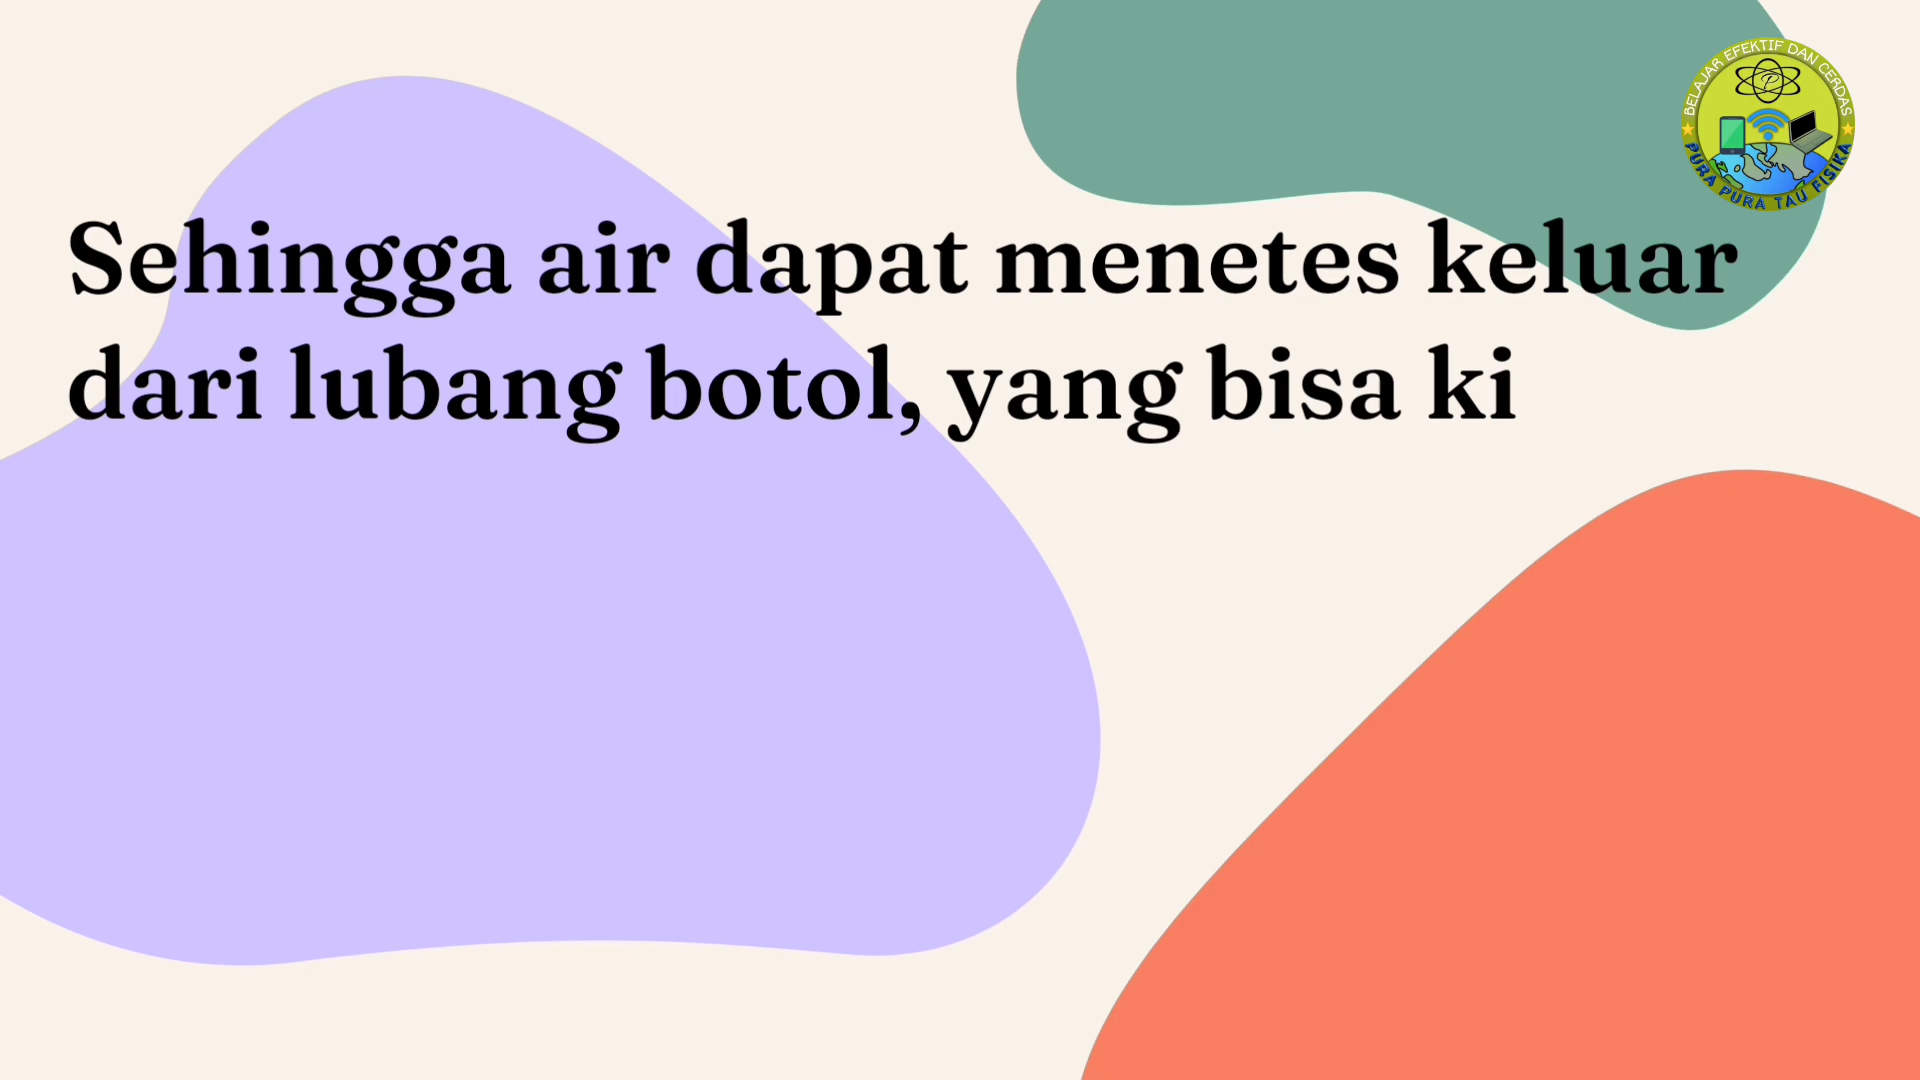 BELAJAR EFEKTIF DAN CERDAS
PURA PURA TAU FISIKA
Sehingga air dapat menetes keluar
dari lubang botol, yang bisa ki